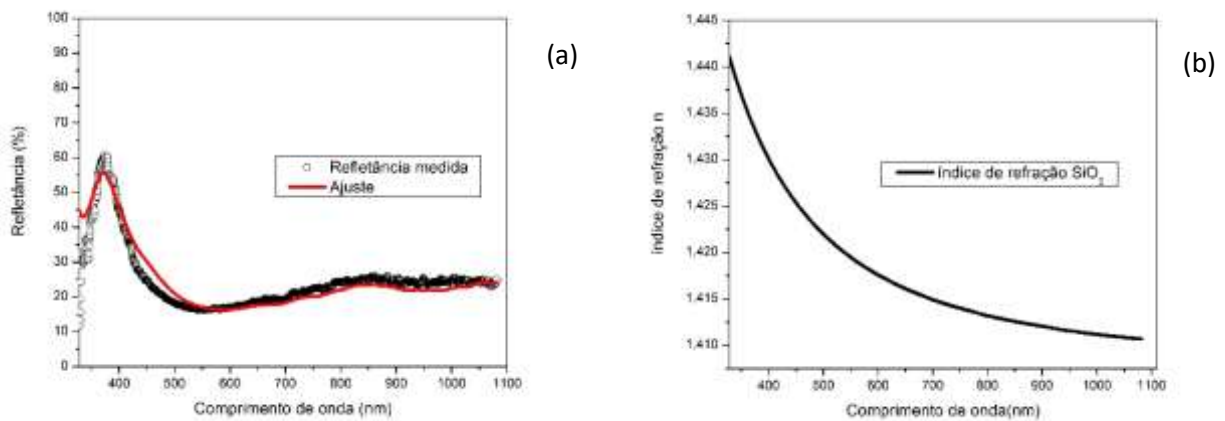 (a)
Refletância (%)
100
90
80
70
60
50
40
30
20
10
0
Refletância medida
Ajuste
400 500 600 700 800 900 1000 1100
Comprimento de onda (nm)
(b)
índice de refração n
1,445
1,440
1,435
1,430
1,425
1,420
1,415
1,410
índice de refração SiO2
400 500 600 700 800 900 1000 1100
Comprimento de onda(nm)